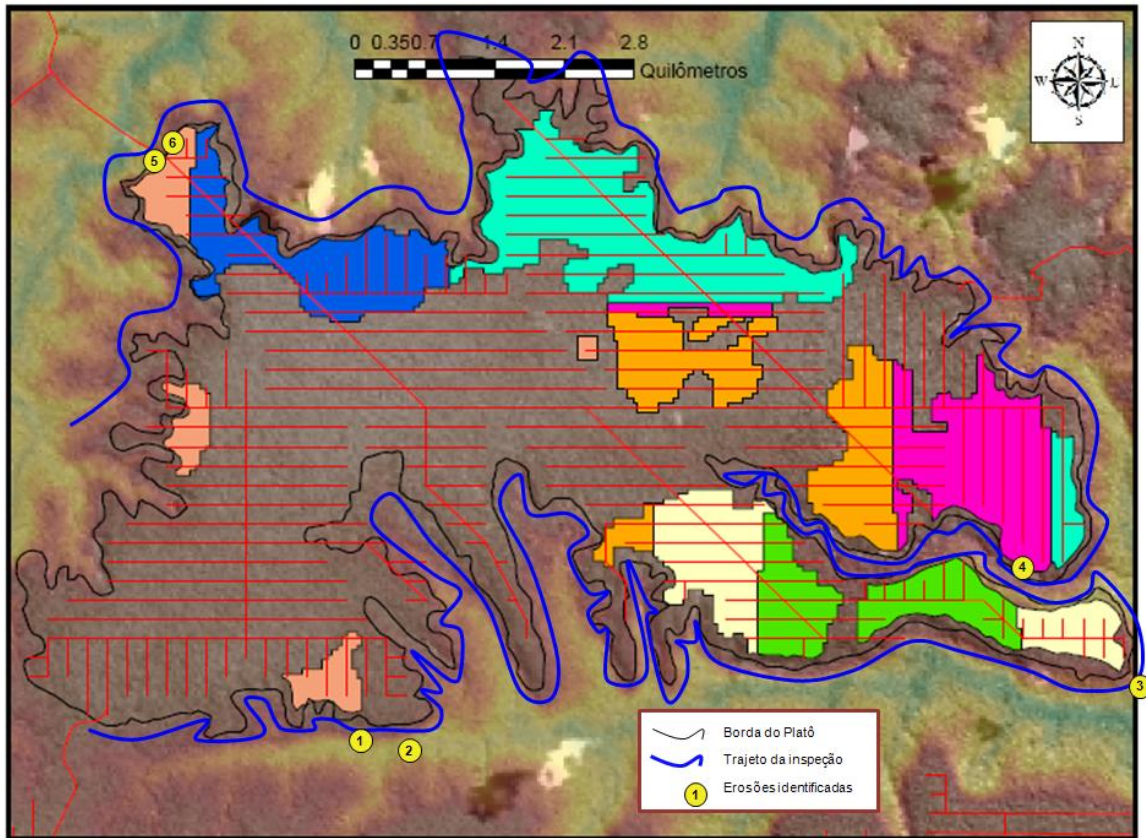 0 0.350.7 1.4 2.1 2.8
Quilômetros
N
W L
S
6
5
4
3
1
2
Borda do Platô
Trajeto da inspeção
1 Erosões identificadas